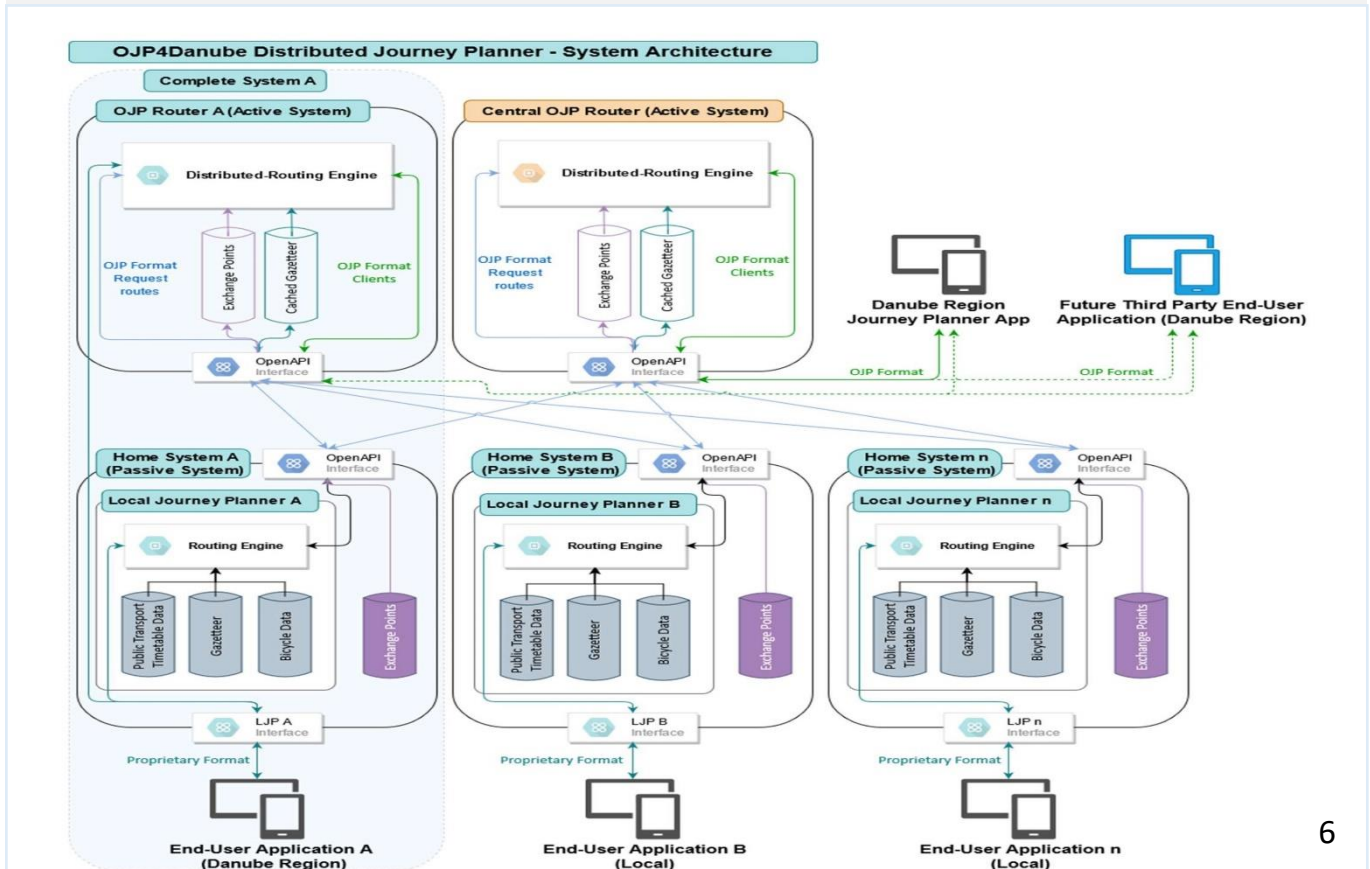 OJP4Danube Distributed Journey Planner - System Architecture
Complete System A
OJP Router A (Active System)
Distributed-Routing Engine
OJP Format
Request
routes
Exchange Points
Cached Gazetteer
OJP Format
Clients
OpenAPI
Interface
Central OJP Router (Active System)
Distributed-Routing Engine
OJP Format
Request
routes
Exchange Points
Cached Gazetteer
OJP Format
Clients
OpenAPI
Interface
Danube Region
Journey Planner App
Future Third Party End-User
Application (Danube Region)
OJP Format
OJP Format
Home System A
(Passive System)
OpenAPI
Interface
Local Journey Planner A
Routing Engine
Public Transport
Timetable Data
Gazetteer
Bicycle Data
Exchange Points
LJP A
Interface
Proprietary Format
End-User Application A
(Danube Region)
Home System B
(Passive System)
OpenAPI
Interface
Local Journey Planner B
Routing Engine
Public Transport
Timetable Data
Gazetteer
Bicycle Data
Exchange Points
LJP B
Interface
Proprietary Format
End-User Application B
(Local)
Home System n
(Passive System)
OpenAPI
Interface
Local Journey Planner n
Routing Engine
Public Transport
Timetable Data
Gazetteer
Bicycle Data
Exchange Points
LJP n
Interface
Proprietary Format
End-User Application n
(Local)
6